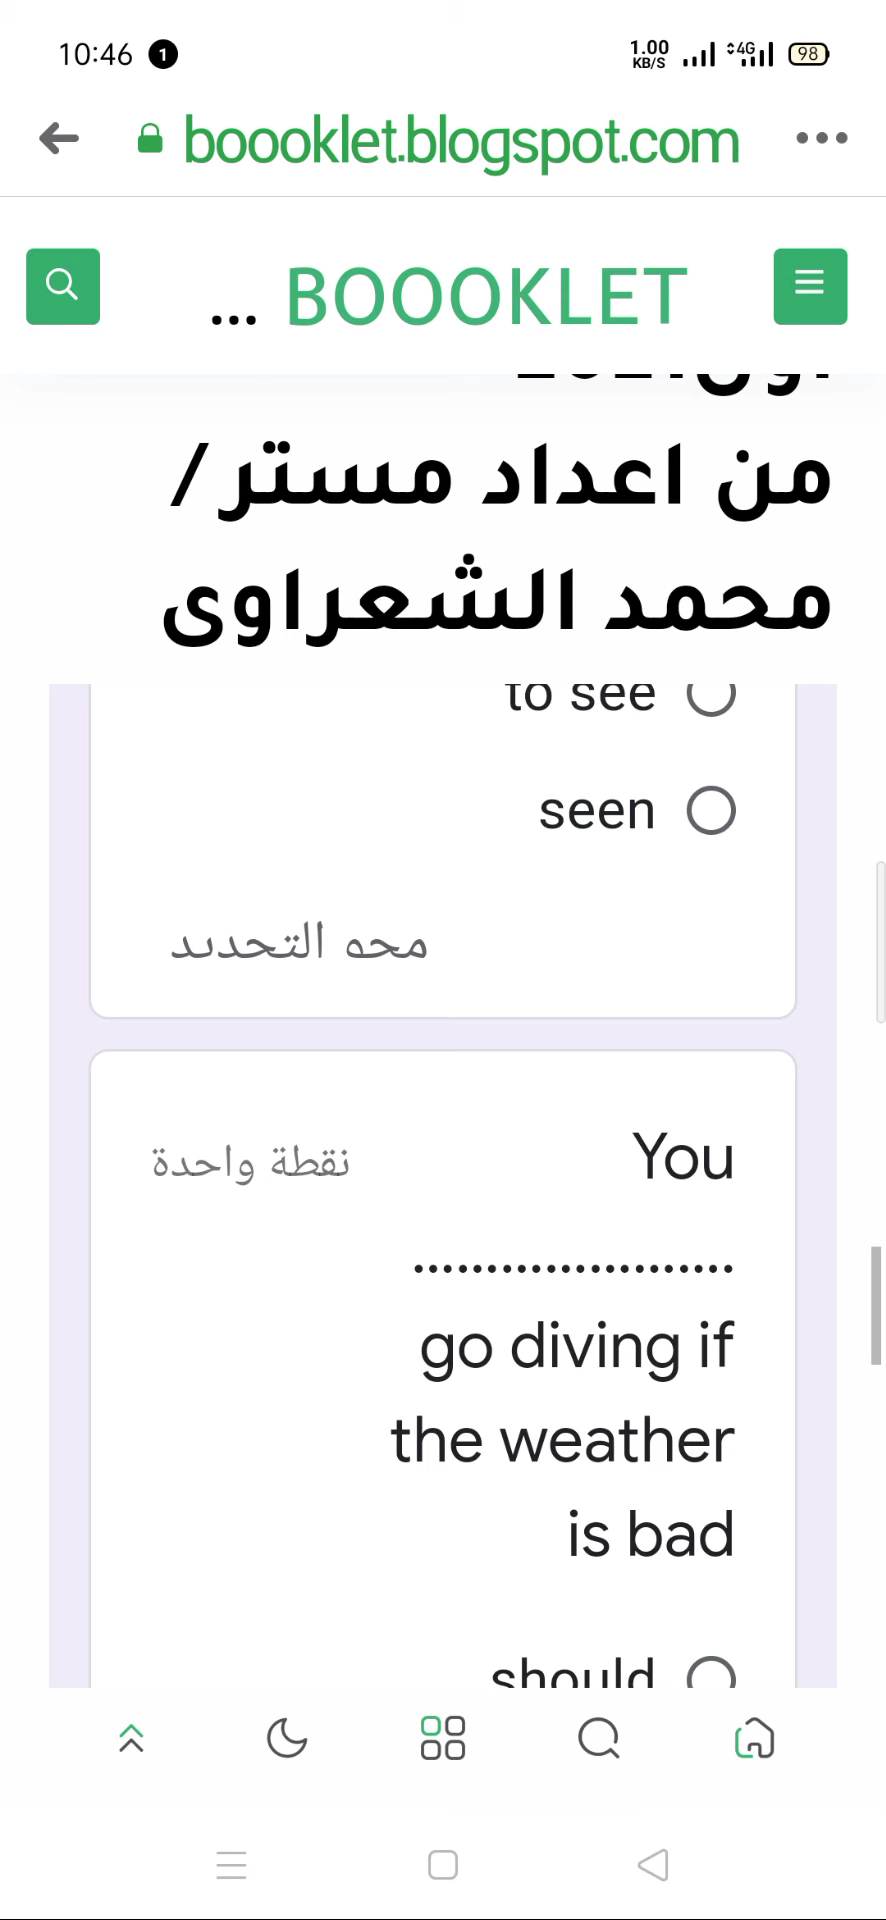 10:46 1 1.00 KB/S 4G 98
boooklet.blogspot.com
BOOOKLET ...
من اعداد مستر/
محمد الشعراوى
to see
seen
محو التحديد
You نقطة واحدة
......................
go diving if
the weather
is bad
should